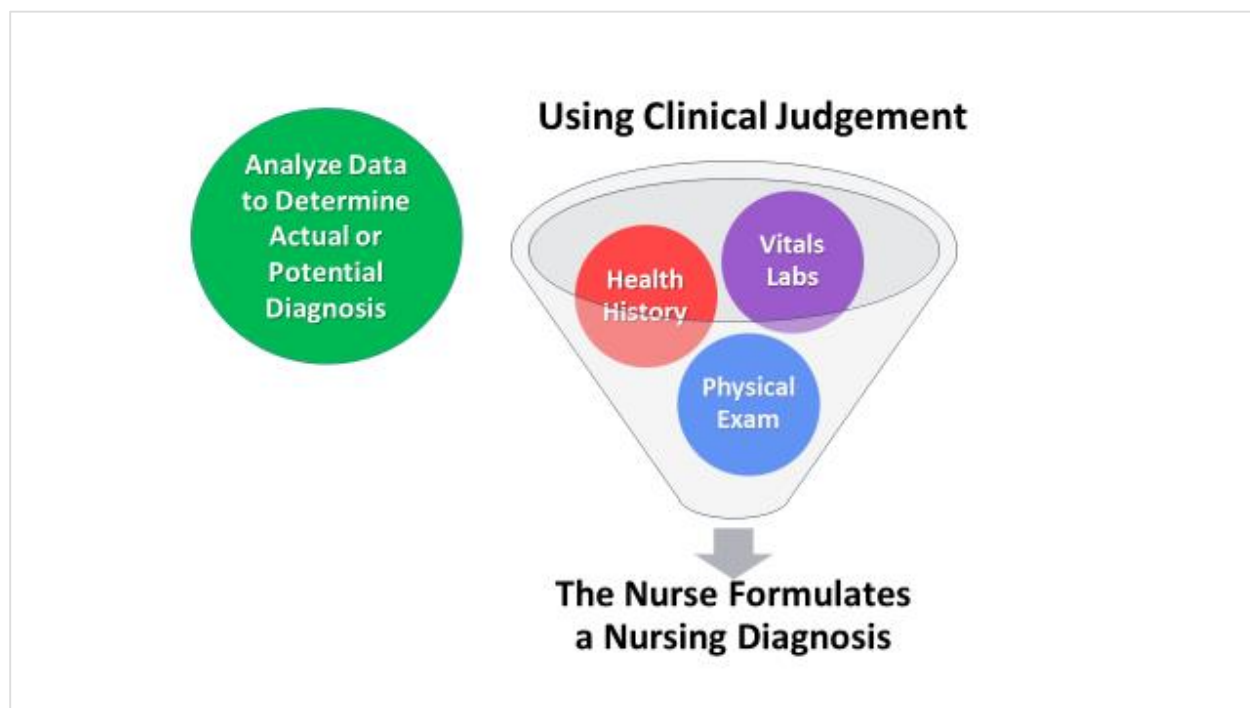 Using Clinical Judgement
Analyze Data
to Determine
Actual or
Potential
Diagnosis
Health
History
Vitals
Labs
Physical
Exam
The Nurse Formulates
a Nursing Diagnosis